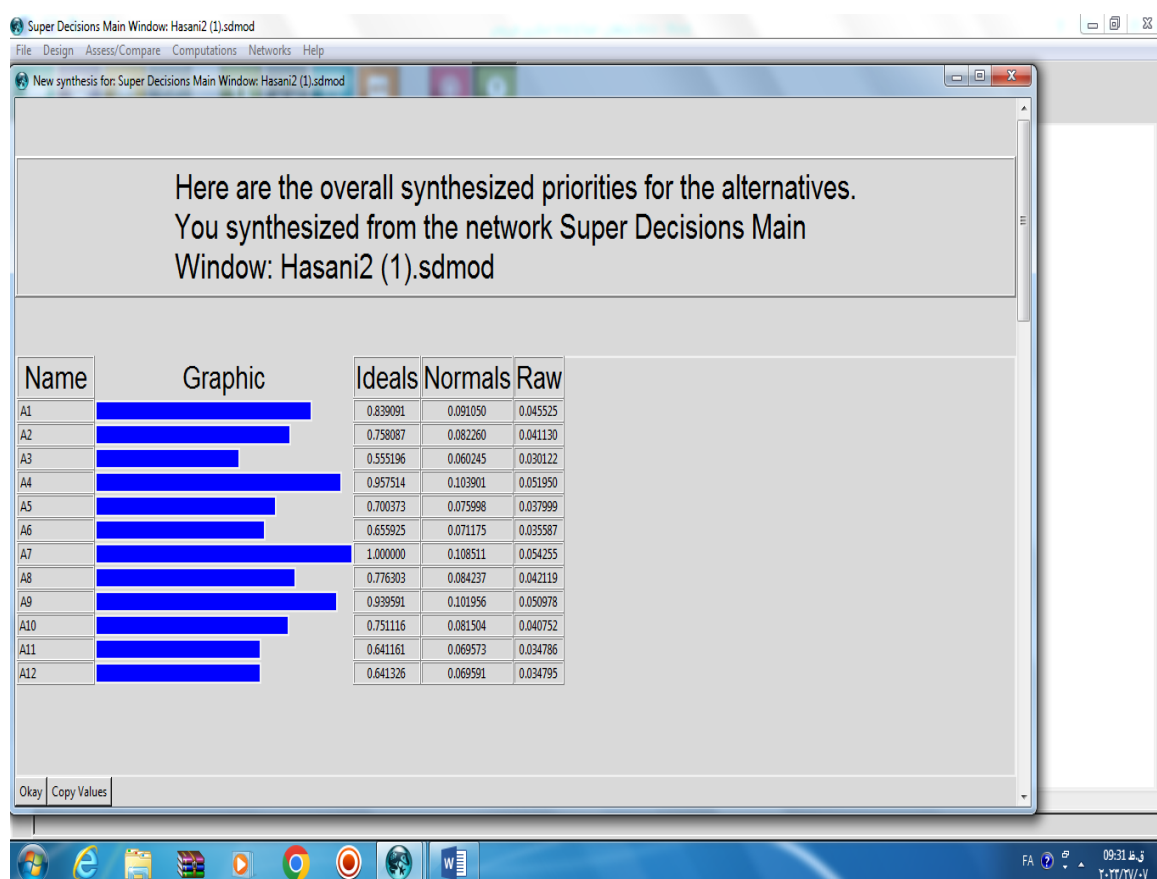 Super Decisions Main Window: Hasani2 (1).sdmod
File Design Assess/Compare Computations Networks Help
New synthesis for: Super Decisions Main Window: Hasani2 (1).sdmod
Here are the overall synthesized priorities for the alternatives.
You synthesized from the network Super Decisions Main
Window: Hasani2 (1).sdmod
Name Graphic Ideals Normals Raw
A1 0.839091 0.091050 0.045525
A2 0.758087 0.082260 0.041130
A3 0.555196 0.060245 0.030122
A4 0.957514 0.103901 0.051950
A5 0.700373 0.075998 0.037999
A6 0.655925 0.071175 0.035587
A7 1.000000 0.108511 0.054255
A8 0.776303 0.084237 0.042119
A9 0.939591 0.101956 0.050978
A10 0.751116 0.081504 0.040752
A11 0.641161 0.069573 0.034786
A12 0.641326 0.069591 0.034795
Okay Copy Values
FA 09:31 ق.ظ